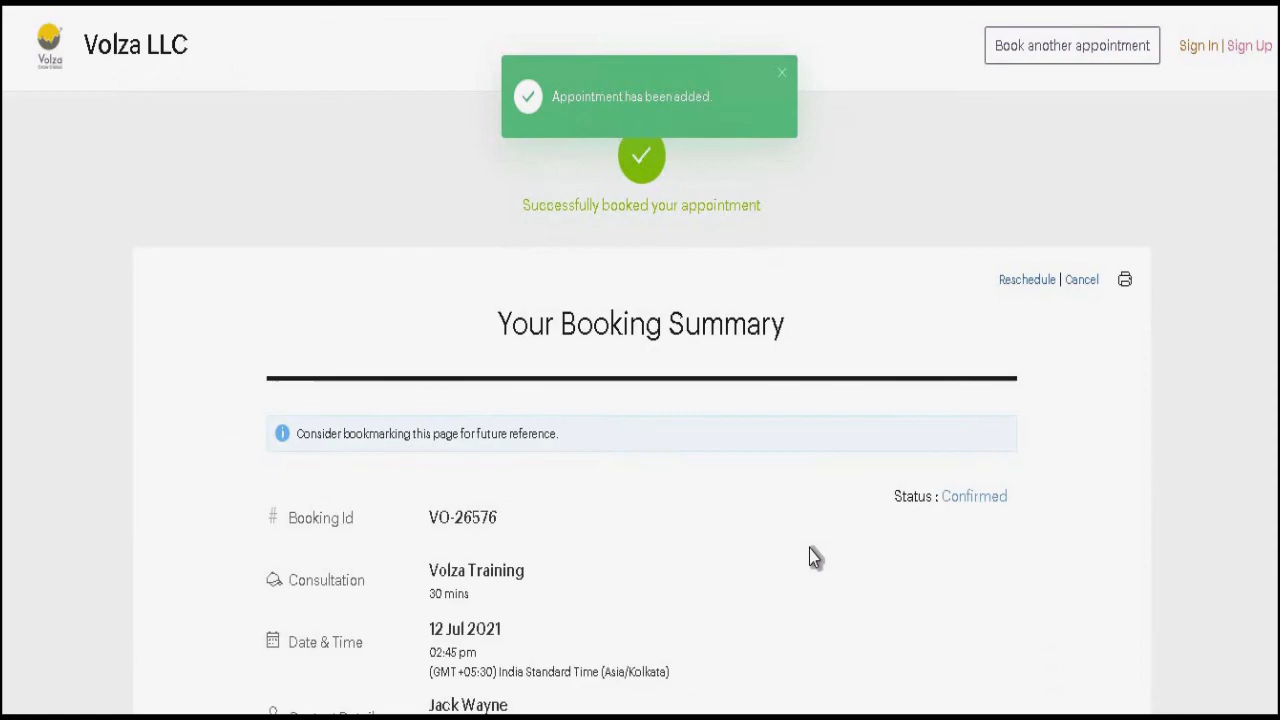 Volza LLC
Volza
Book another appointment
Sign In | Sign Up
Appointment has been added.
Successfully booked your appointment
Reschedule | Cancel
Your Booking Summary
Consider bookmarking this page for future reference.
Status : Confirmed
# Booking Id
VO-26576
Consultation
Volza Training
30 mins
Date & Time
12 Jul 2021
02:45 pm
(GMT +05:30) India Standard Time (Asia/Kolkata)
Jack Wayne